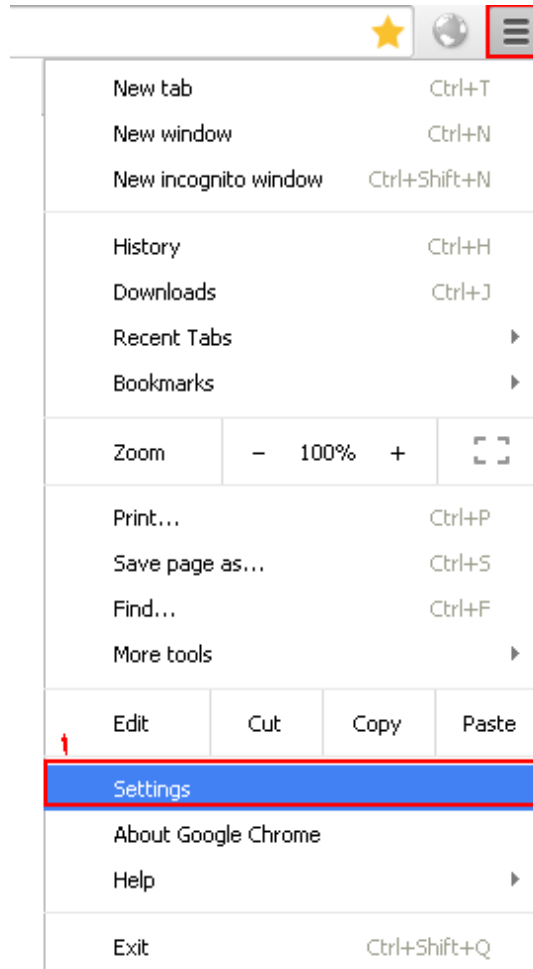 New tab Ctrl+T
New window Ctrl+N
New incognito window Ctrl+Shift+N
History Ctrl+H
Downloads Ctrl+J
Recent Tabs
Bookmarks
Zoom - 100% +
Print... Ctrl+P
Save page as... Ctrl+S
Find... Ctrl+F
More tools
Edit Cut Copy Paste
1
Settings
About Google Chrome
Help
Exit Ctrl+Shift+Q